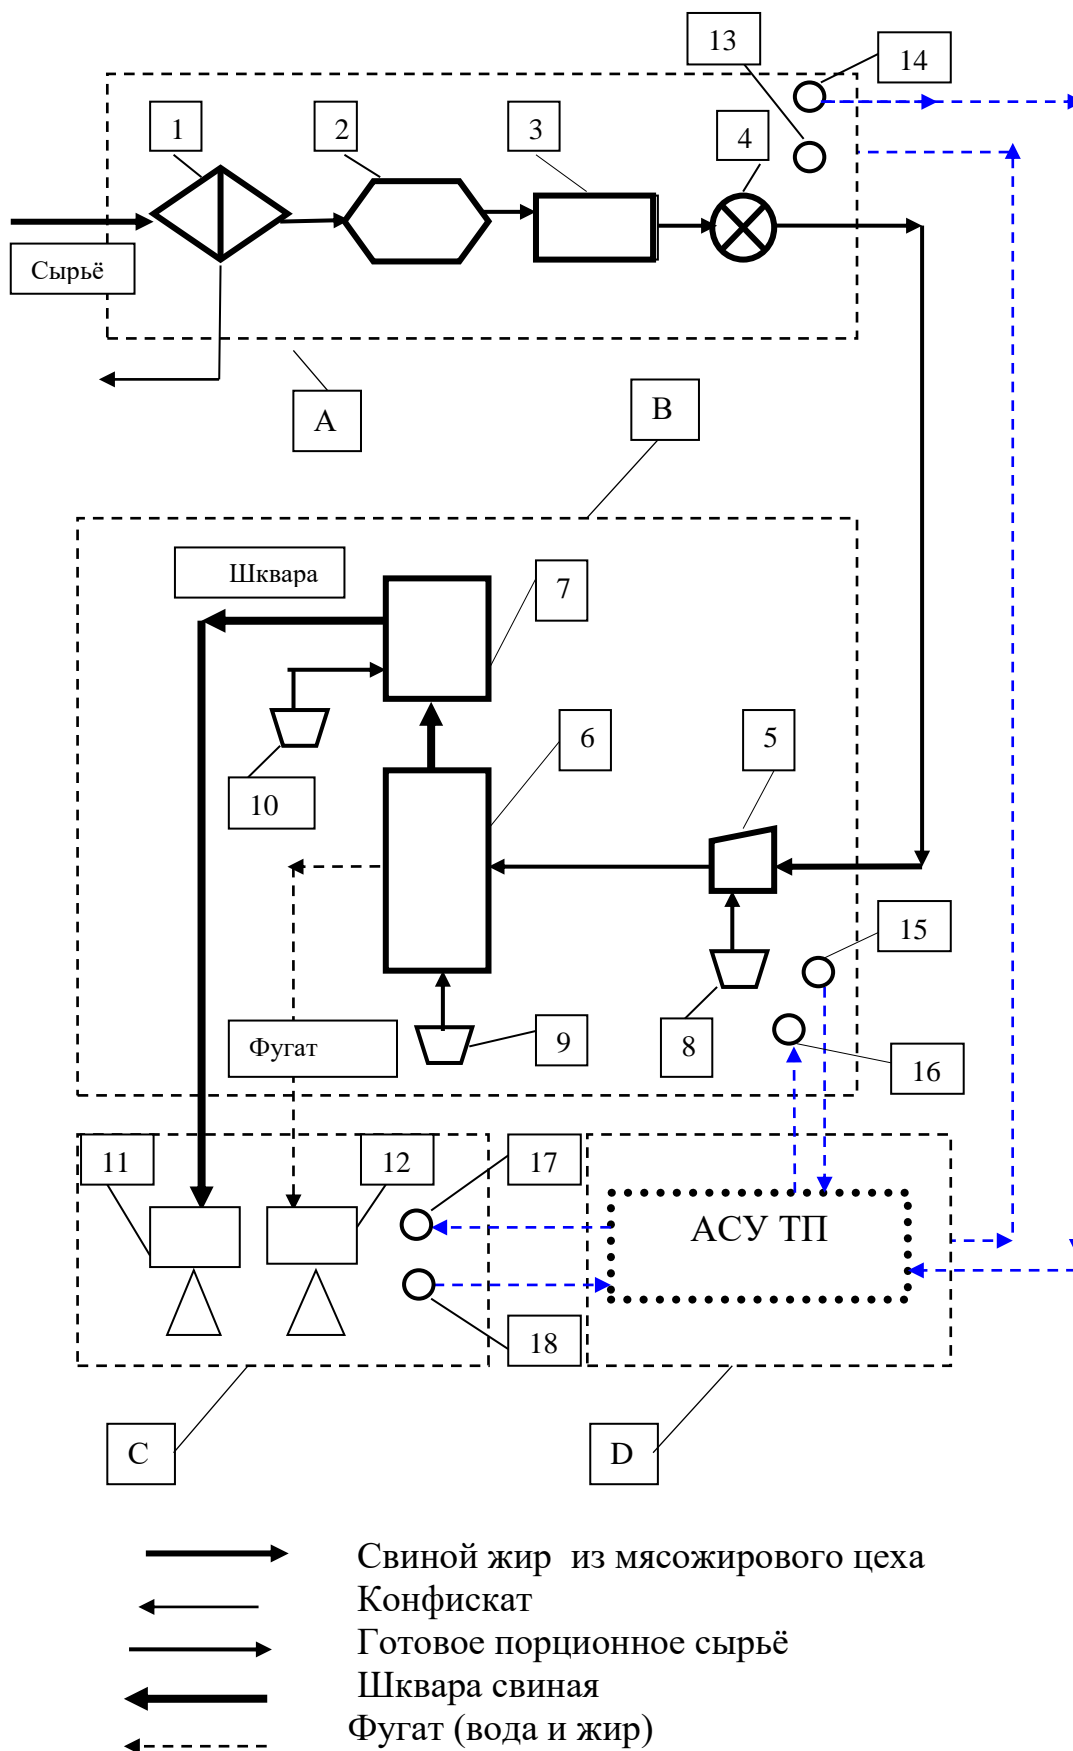 13
14
1
2
3
4
Сырьё
A
B
Шквара
7
6
5
10
15
Фугат
9
8
16
11
12
17
АСУ ТП
18
C
D
Свиной жир из мясожирового цеха
Конфискат
Готовое порционное сырьё
Шквара свиная
Фугат (вода и жир)